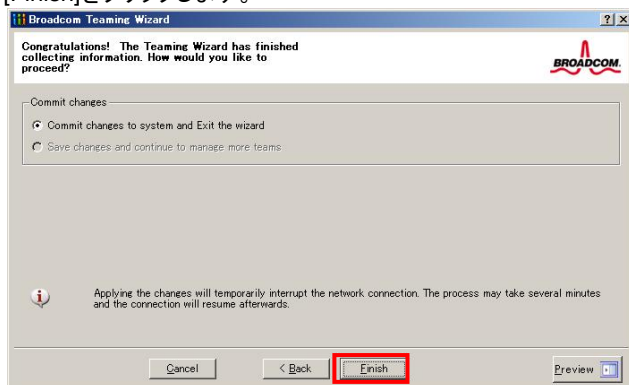 [Finish]をクリックします。
Broadcom Teaming Wizard
Congratulations! The Teaming Wizard has finished
collecting information. How would you like to
proceed?
BROADCOM.
Commit changes
Commit changes to system and Exit the wizard
Save changes and continue to manage more teams
Applying the changes will temporarily interrupt the network connection. The process may take several minutes
and the connection will resume afterwards.
Cancel
< Back
Finish
Preview